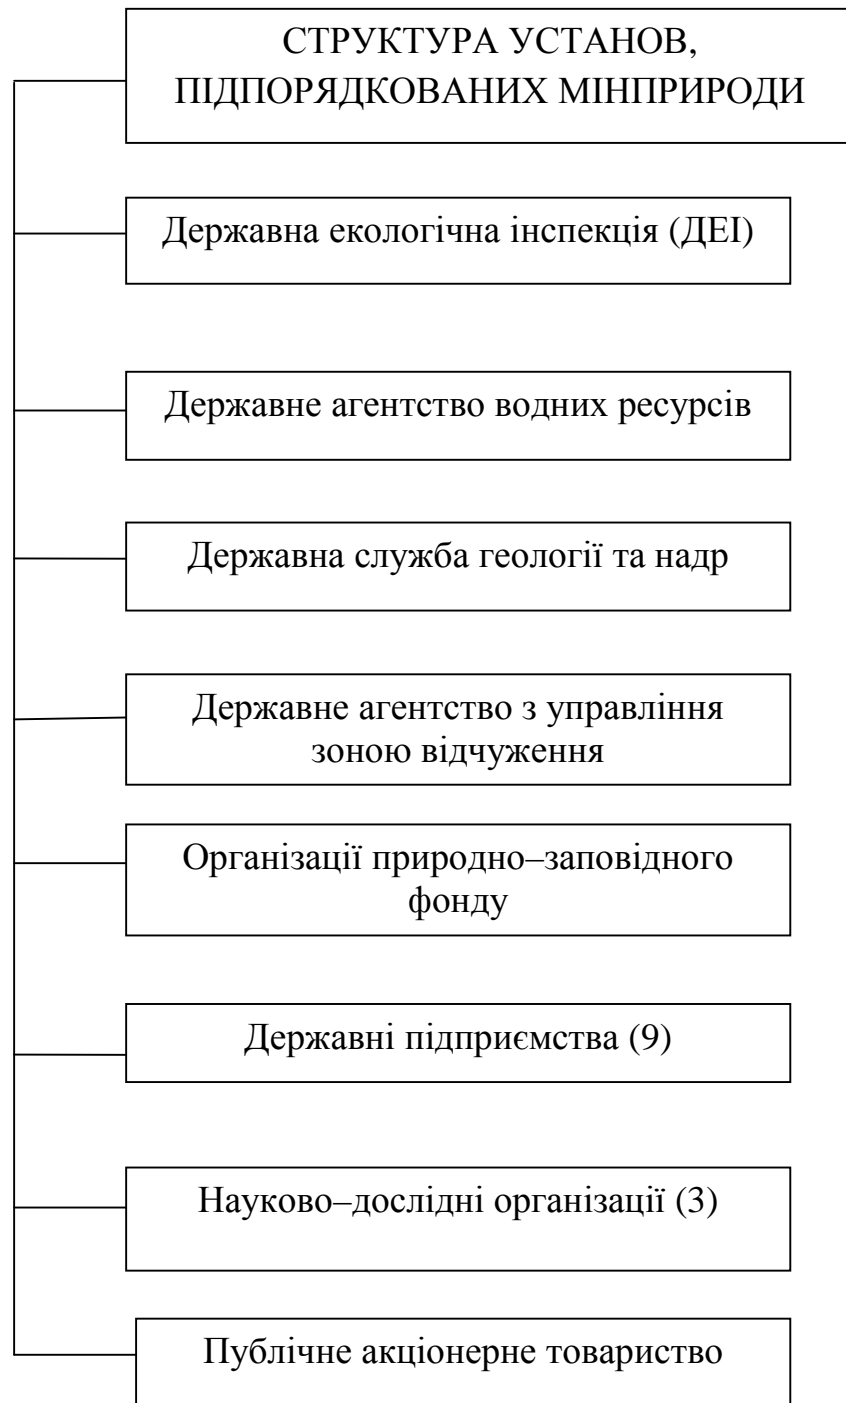 СТРУКТУРА УСТАНОВ,
ПІДПОРЯДКОВАНИХ МІНПРИРОДИ
Державна екологічна інспекція (ДЕІ)
Державне агентство водних ресурсів
Державна служба геології та надр
Державне агентство з управління
зоною відчуження
Організації природно–заповідного
фонду
Державні підприємства (9)
Науково–дослідні організації (3)
Публічне акціонерне товариство